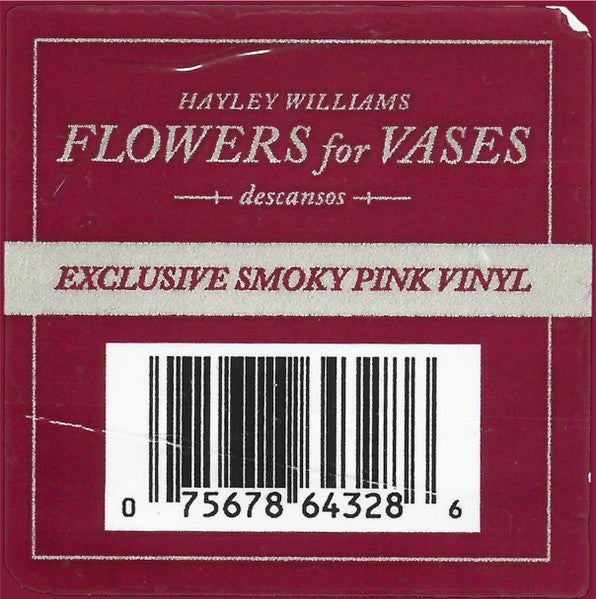 HAYLEY WILLIAMS
FLOWERS for VASES
descansos
EXCLUSIVE SMOKY PINK VINYL
0 75678 64328 6